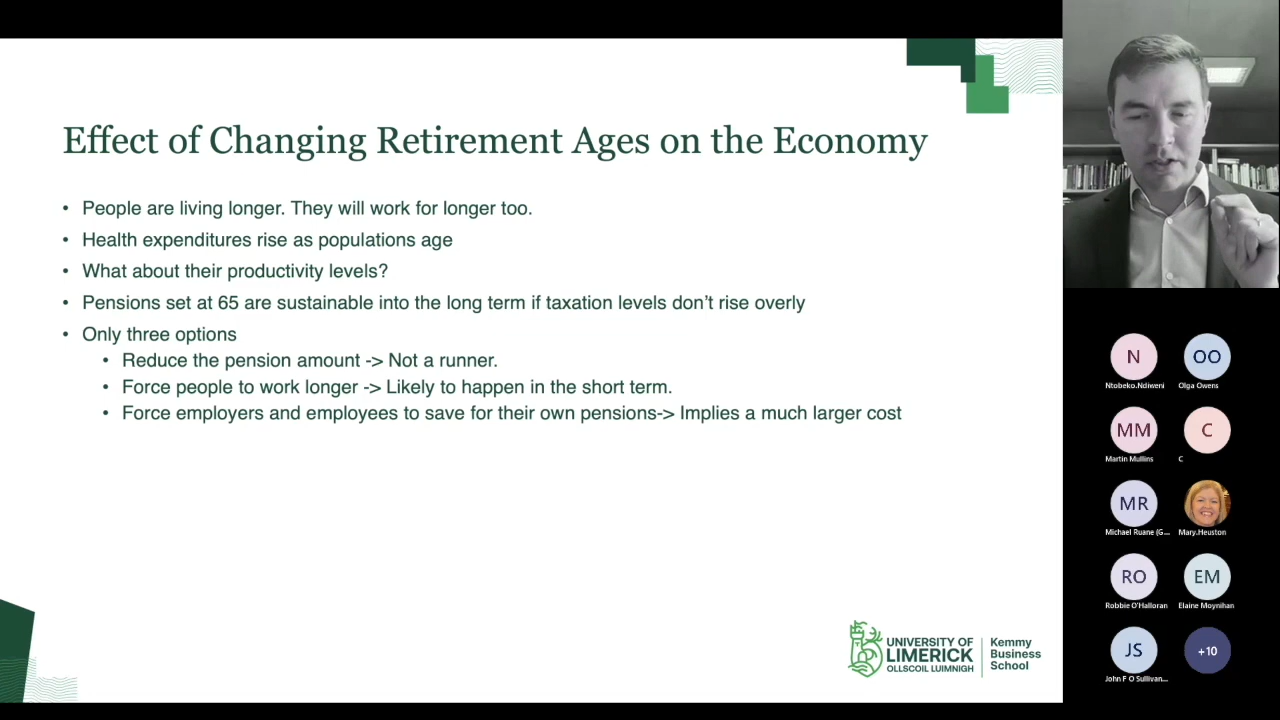 Effect of Changing Retirement Ages on the Economy
• People are living longer. They will work for longer too.
• Health expenditures rise as populations age
• What about their productivity levels?
• Pensions set at 65 are sustainable into the long term if taxation levels don't rise overly
• Only three options
• Reduce the pension amount -> Not a runner.
• Force people to work longer -> Likely to happen in the short term.
• Force employers and employees to save for their own pensions-> Implies a much larger cost
UNIVERSITY OF
LIMERICK
OLLSCOIL LUIMNIGH
Kemmy
Business
School
N
Ntobeko.Ndiweni
OO
Olga Owens
MM
Martin Mullins
C
C
MR
Michael Ruane (G...
Mary.Heuston
RO
Robbie O'Halloran
EM
Elaine Moynihan
JS
John F O Sullivan...
+10